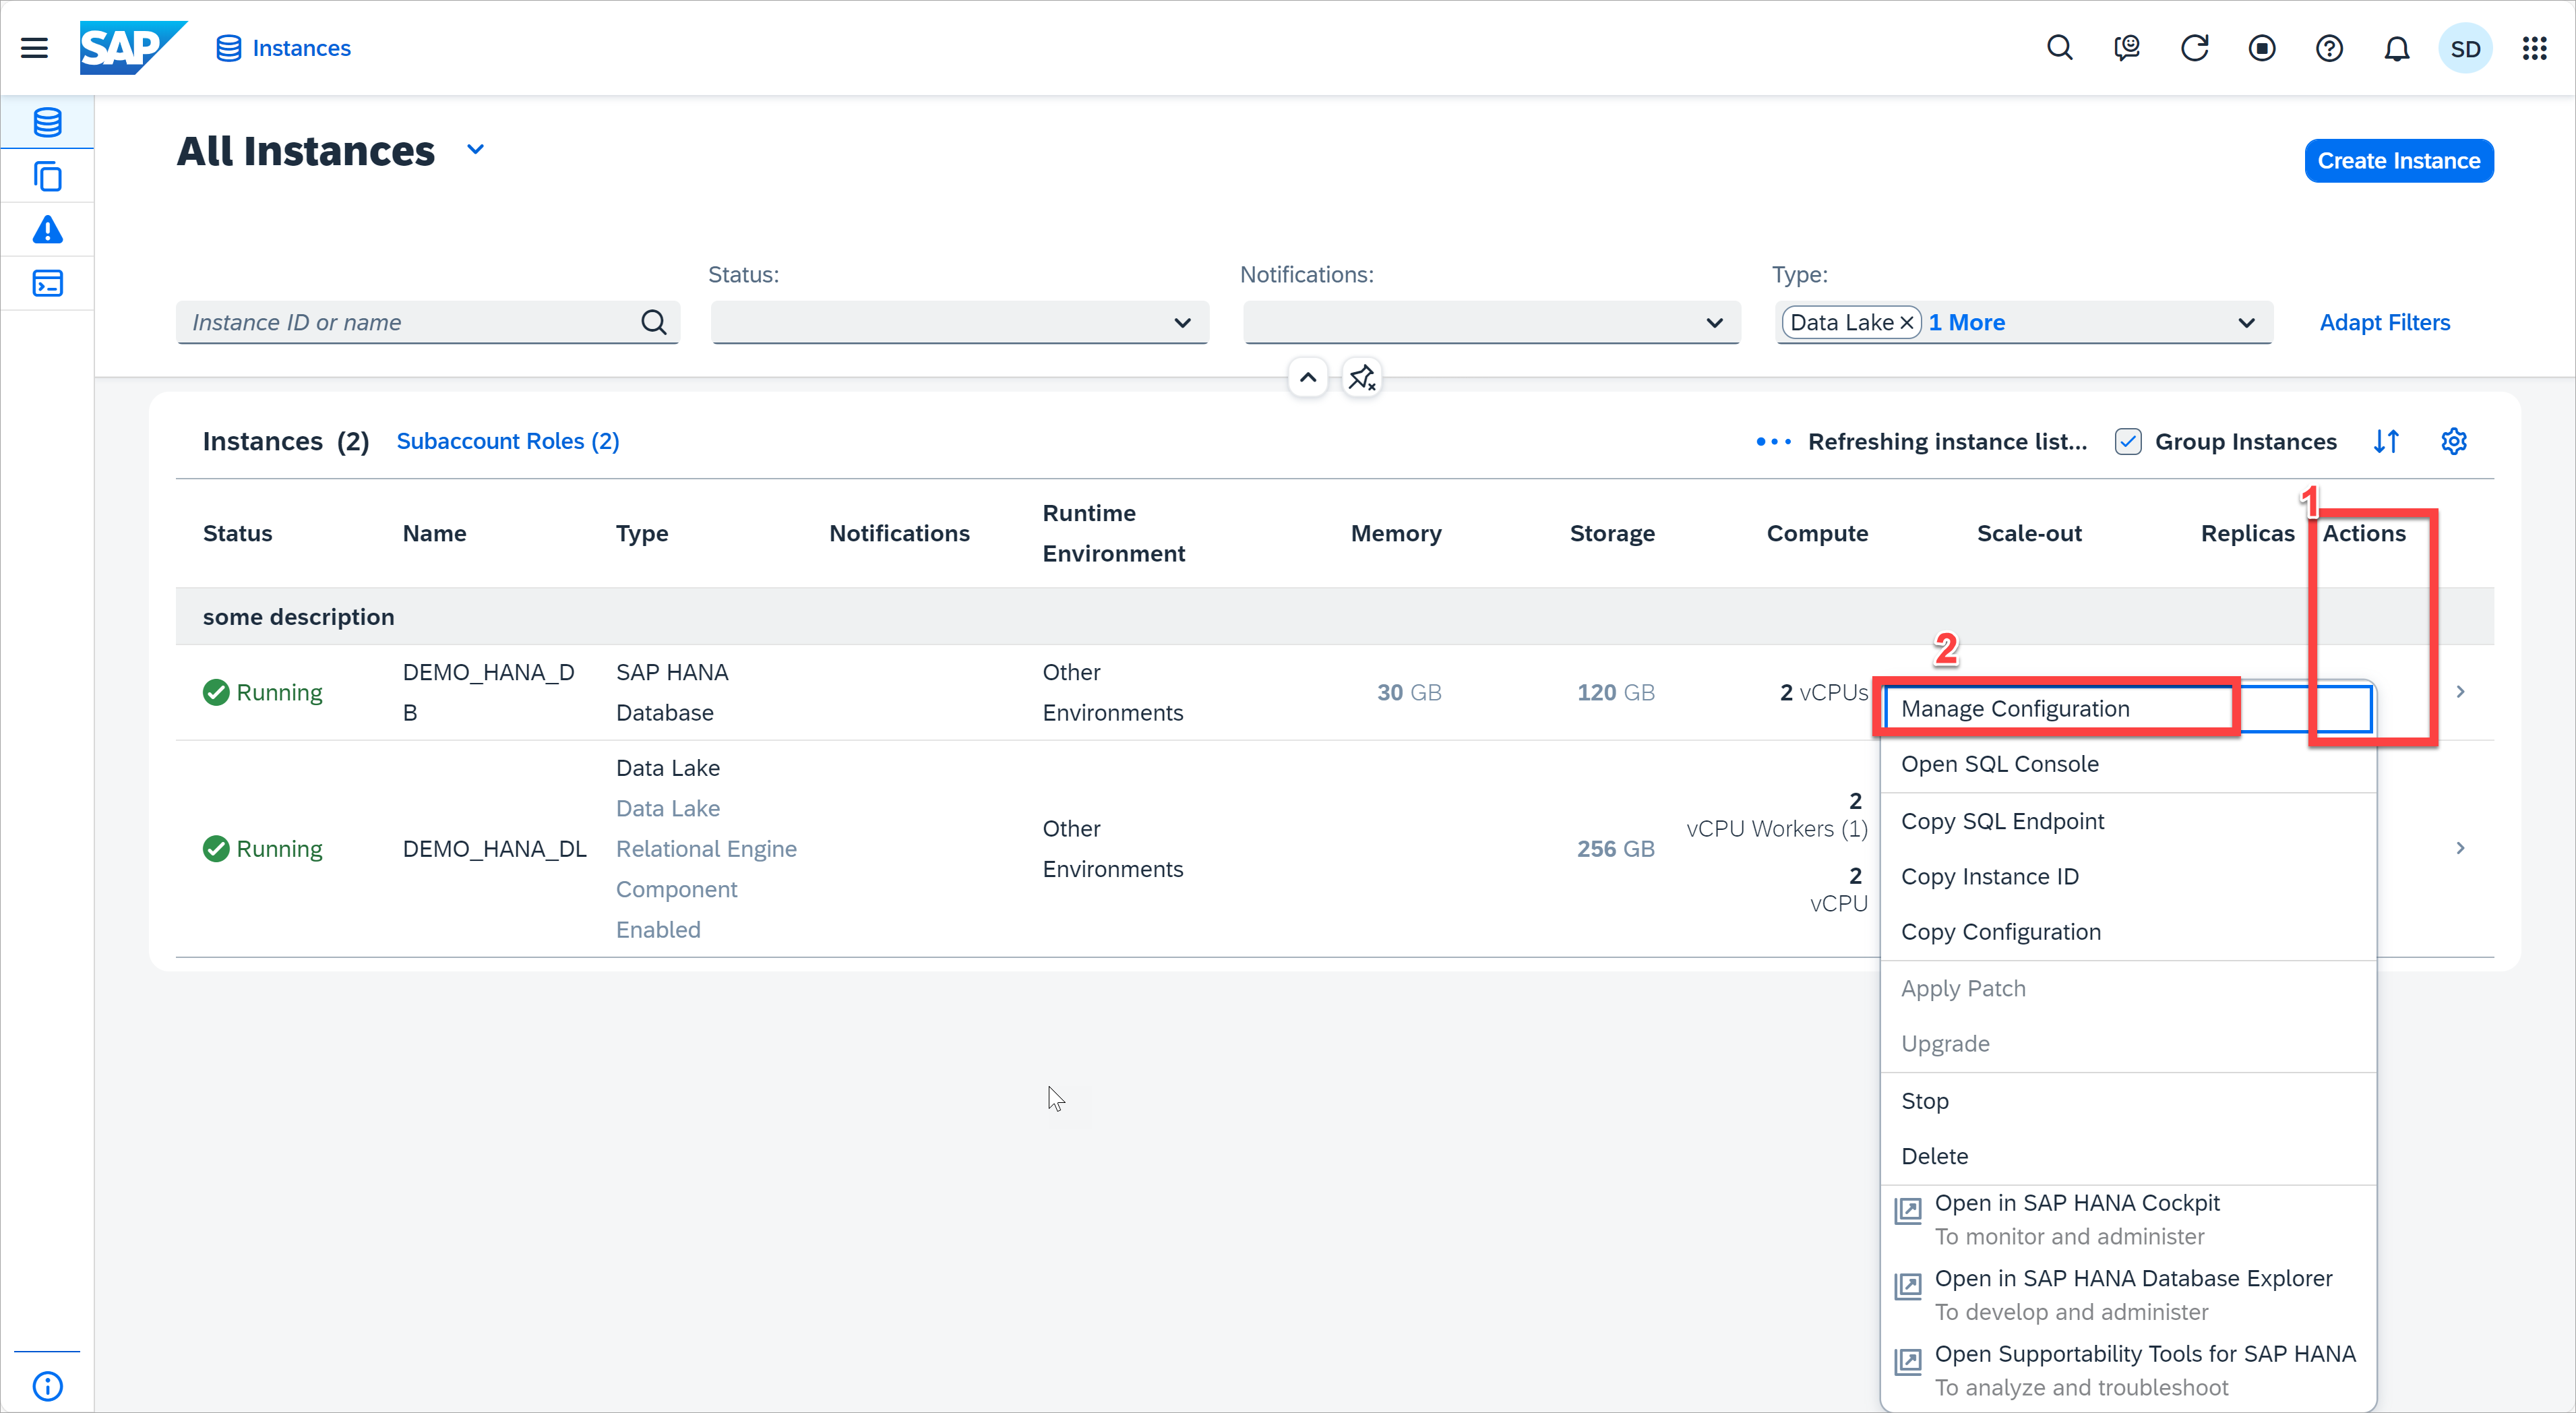 SAP
Instances
SD
All Instances
Create Instance
Status:
Notifications:
Type:
Instance ID or name
Data Lake
1 More
Adapt Filters
Instances (2)
Subaccount Roles (2)
Refreshing instance list...
Group Instances
1
Status
Name
Type
Notifications
Runtime
Environment
Memory
Storage
Compute
Scale-out
Replicas
Actions
some description
2
Running
DEMO_HANA_D
B
SAP HANA
Database
Other
Environments
30 GB
120 GB
2 vCPUs
Running
DEMO_HANA_DL
Data Lake
Data Lake
Relational Engine
Component
Enabled
Other
Environments
256 GB
2
vCPU Workers (1)
2
vCPU
Manage Configuration
Open SQL Console
Copy SQL Endpoint
Copy Instance ID
Copy Configuration
Apply Patch
Upgrade
Stop
Delete
Open in SAP HANA Cockpit
To monitor and administer
Open in SAP HANA Database Explorer
To develop and administer
Open Supportability Tools for SAP HANA
To analyze and troubleshoot